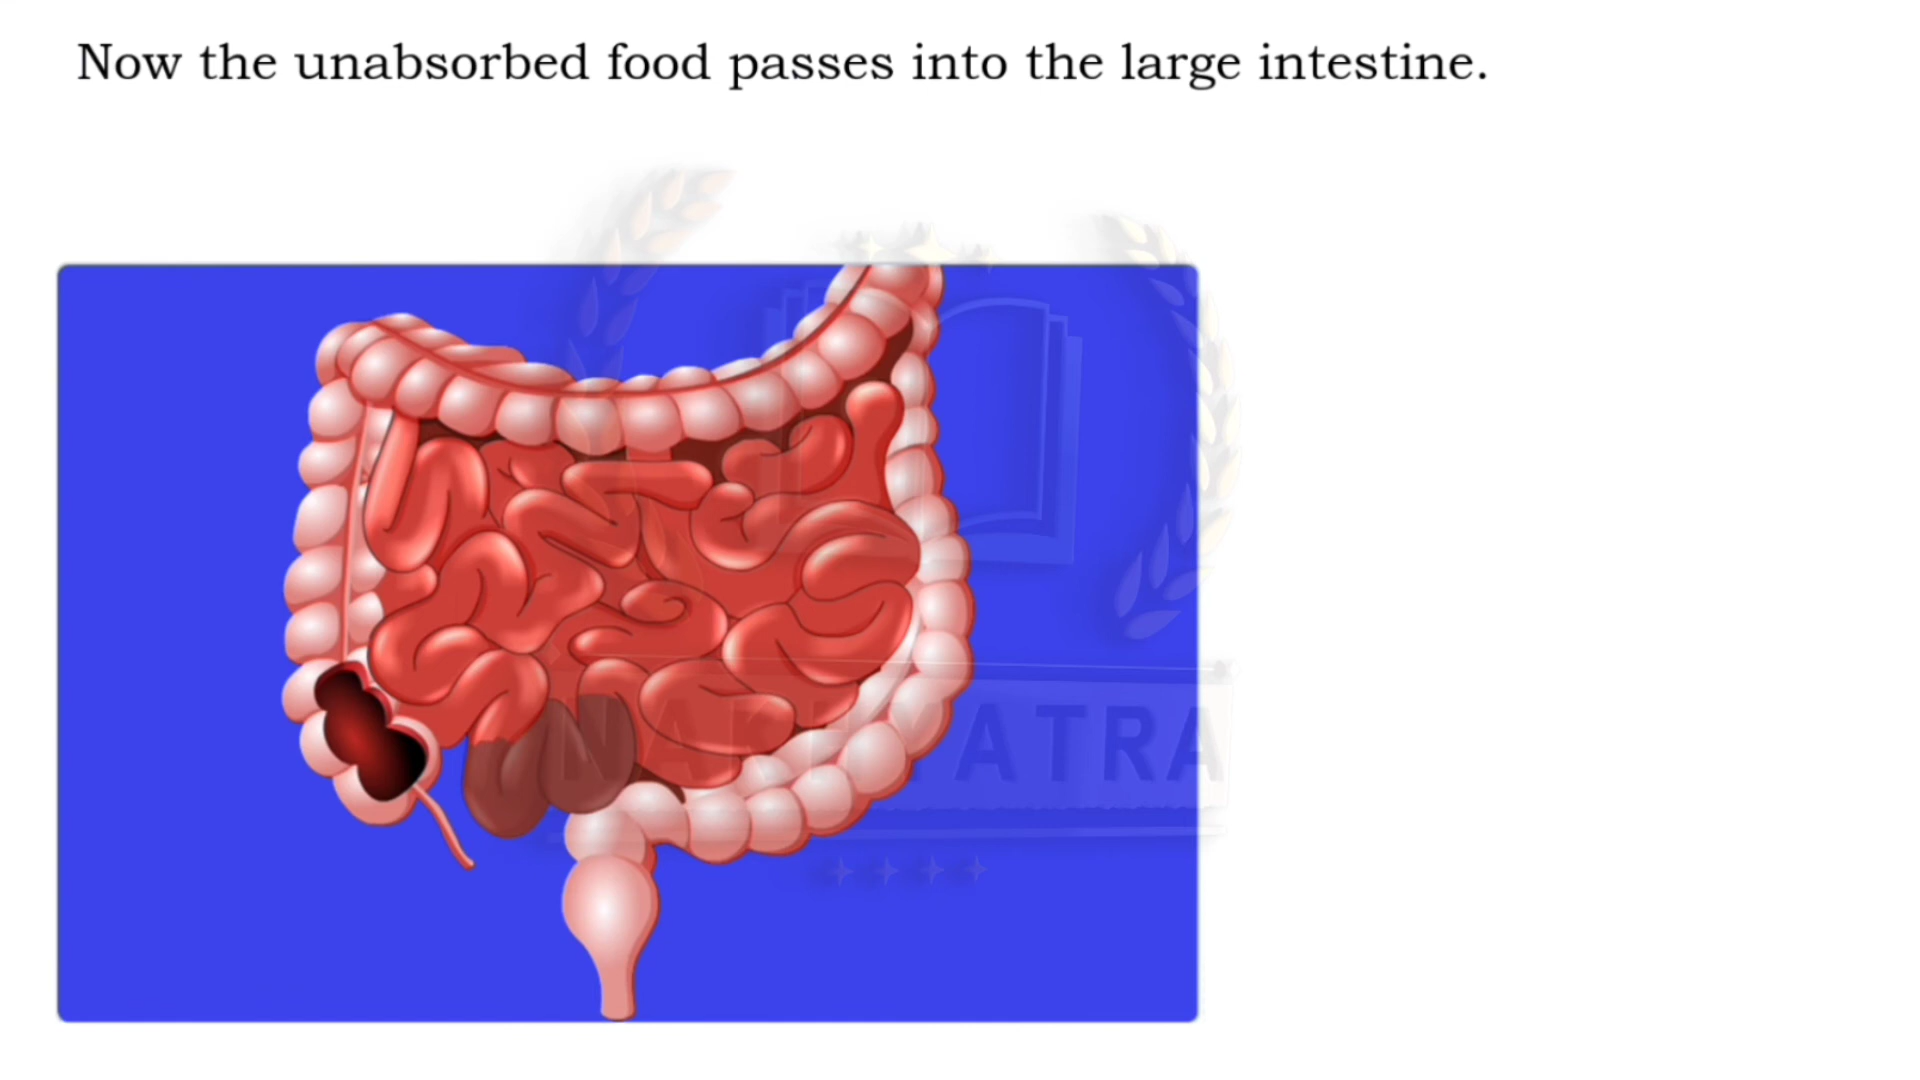 Now the unabsorbed food passes into the large intestine.